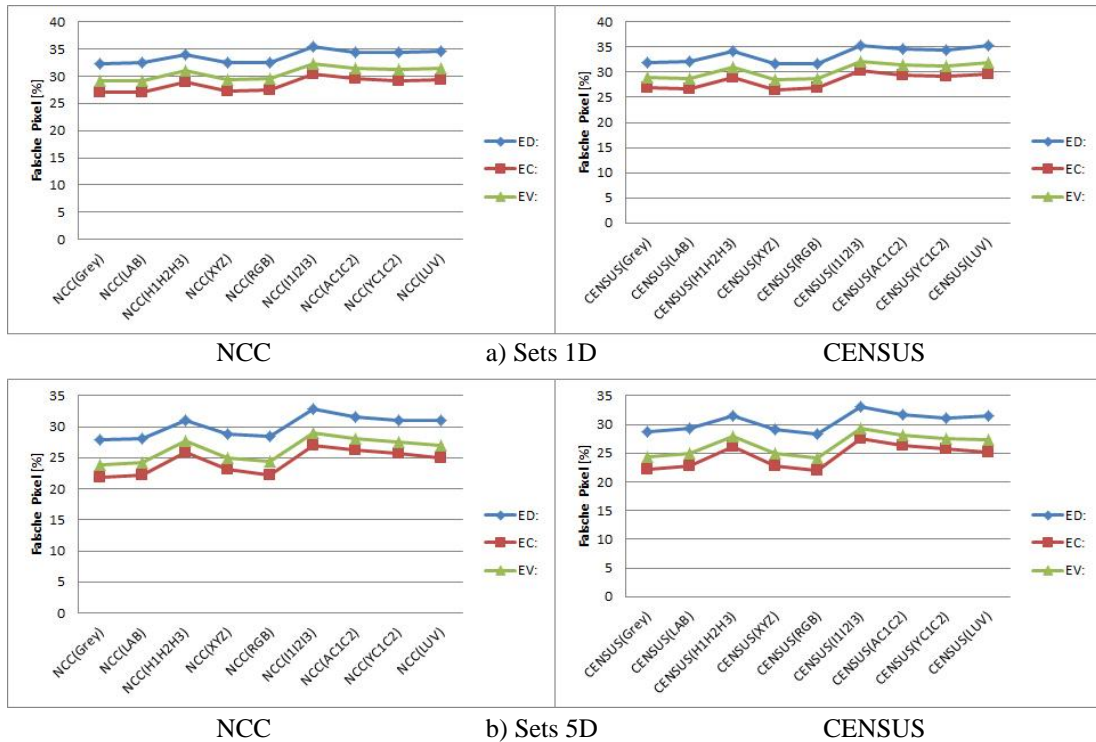 40
35
30
25
20
15
10
5
0
Falsche Pixel [%]
NCC(Grey)
NCC(LAB)
NCC(H1H2H3)
NCC(XYZ)
NCC(RGB)
NCC(I1I2I3)
NCC(AC1C2)
NCC(YC1C2)
NCC(LUV)
ED:
EC:
EV:
40
35
30
25
20
15
10
5
0
Falsche Pixel [%]
CENSUS(Grey)
CENSUS(LAB)
CENSUS(H1H2H3)
CENSUS(XYZ)
CENSUS(RGB)
CENSUS(I1I2I3)
CENSUS(AC1C2)
CENSUS(YC1C2)
CENSUS(LUV)
ED:
EC:
EV:
NCC a) Sets 1D CENSUS
35
30
25
20
15
10
5
0
Falsche Pixel [%]
NCC(Grey)
NCC(LAB)
NCC(H1H2H3)
NCC(XYZ)
NCC(RGB)
NCC(I1I2I3)
NCC(AC1C2)
NCC(YC1C2)
NCC(LUV)
ED:
EC:
EV:
35
30
25
20
15
10
5
0
Falsche Pixel [%]
CENSUS(Grey)
CENSUS(LAB)
CENSUS(H1H2H3)
CENSUS(XYZ)
CENSUS(RGB)
CENSUS(I1I2I3)
CENSUS(AC1C2)
CENSUS(YC1C2)
CENSUS(LUV)
ED:
EC:
EV:
NCC b) Sets 5D CENSUS